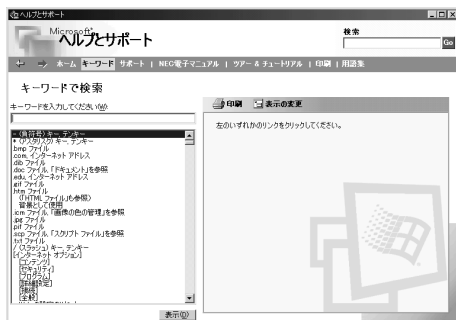 ヘルプとサポート
Microsoft
ヘルプとサポート
検索
Go
ホーム キーワード サポート | NEC電子マニュアル | ツアー & チュートリアル | 印刷 | 用語集
キーワードで検索
キーワードを入力してください(W):
印刷 表示の変更
左のいずれかのリンクをクリックしてください。
- (負符号) キー, テンキー
* (アスタリスク) キー, テンキー
.bmp ファイル
.com, インターネット アドレス
.dib ファイル
.doc ファイル, 「ドキュメント」を参照
.edu, インターネット アドレス
.gif ファイル
.htm ファイル
(「HTML ファイル」も参照)
背景として使用
.icm ファイル, 「画像の色の管理」を参照
.jpg ファイル
.pif ファイル
.scp ファイル, 「スクリプト ファイル」を参照
.txt ファイル
/ (スラッシュ) キー, テンキー
[インターネット オプション]
[コンテンツ]
[セキュリティ]
[プログラム]
[詳細設定]
[接続]
[全般]
表示(D)